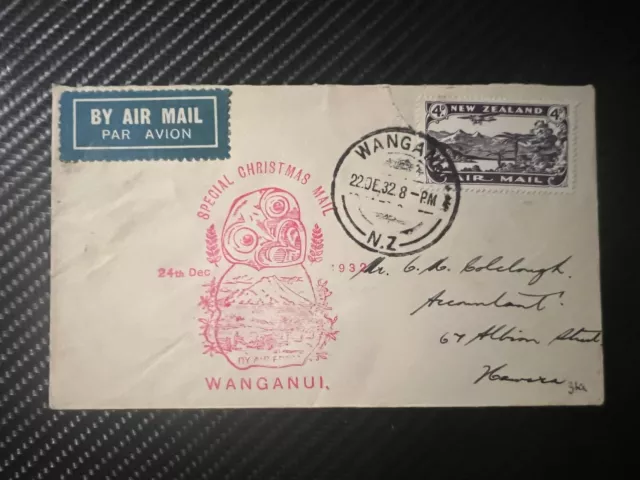 BY AIR MAIL
PAR AVION
4d NEW ZEALAND 4d
AIR MAIL
WANGANUI
22 DE 32 8 - PM
N.Z
SPECIAL CHRISTMAS MAIL
24th Dec 1932
BY AIR
WANGANUI.
Mr. C. M. Colclough.
Accountant.
67 Albion Street
Hawera